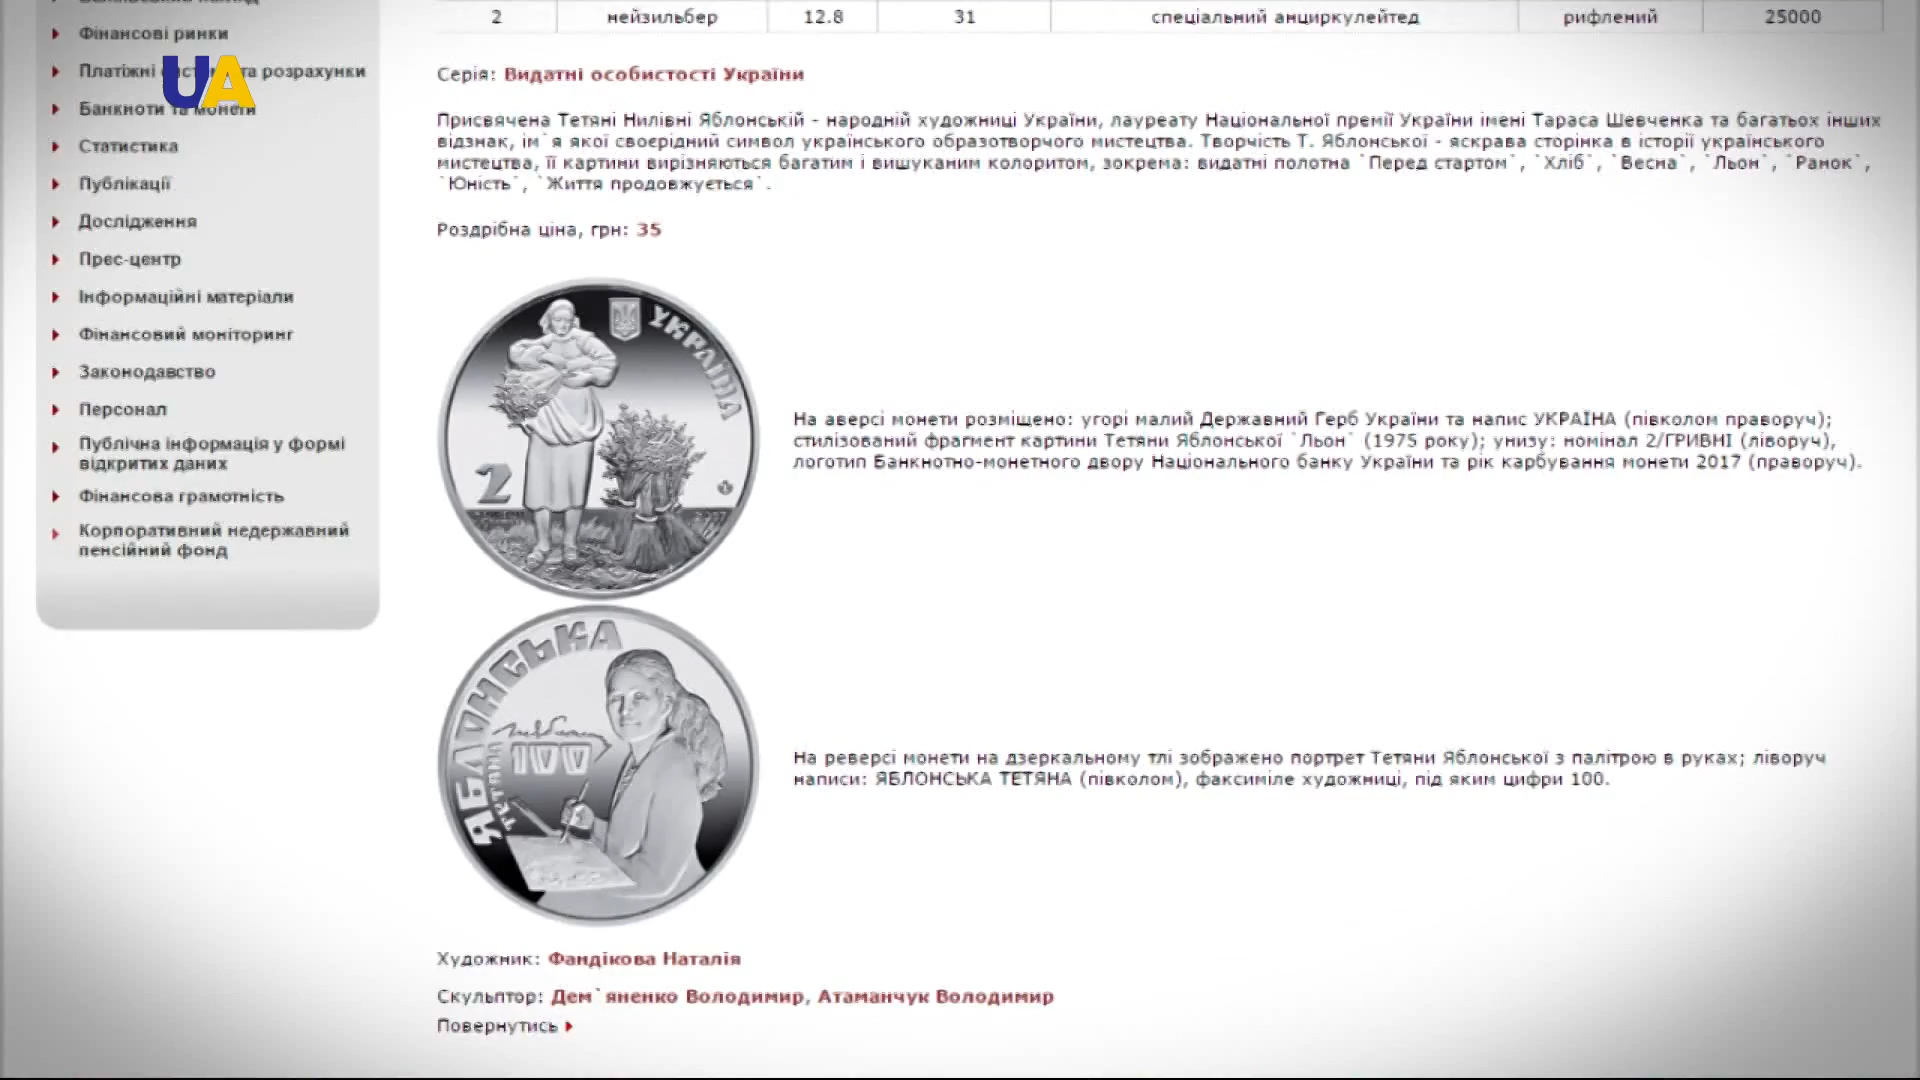 2 нейзильбер 12.8 31 спеціальний анциркулейтед рифлений 25000
Фінансові ринки
Платіжні та розрахунки
Банкноти та монети
Статистика
Публікації
Дослідження
Прес-центр
Інформаційні матеріали
Фінансовий моніторинг
Законодавство
Персонал
Публічна інформація у формі
відкритих даних
Фінансова грамотність
Корпоративний недержавний
пенсійний фонд
UA
Серія: Видатні особистості України
Присвячена Тетяні Нилівні Яблонській - народній художниці України, лауреату Національної премії України імені Тараса Шевченка та багатьох інших
відзнак, ім`я якої своєрідний символ українського образотворчого мистецтва. Творчість Т. Яблонської - яскрава сторінка в історії українського
мистецтва, її картини вирізняються багатим і вишуканим колоритом, зокрема: видатні полотна `Перед стартом`, `Хліб`, `Весна`, `Льон`, `Ранок`,
`Юність`, `Життя продовжується`.
Роздрібна ціна, грн: 35
УКРАЇНА
2
На аверсі монети розміщено: угорі малий Державний Герб України та напис УКРАЇНА (півколом праворуч);
стилізований фрагмент картини Тетяни Яблонської `Льон` (1975 року); унизу: номінал 2/ГРИВНІ (ліворуч),
логотип Банкнотно-монетного двору Національного банку України та рік карбування монети 2017 (праворуч).
ЯБЛОНСЬКА
ТЕТЯНА
100
На реверсі монети на дзеркальному тлі зображено портрет Тетяни Яблонської з палітрою в руках; ліворуч
написи: ЯБЛОНСЬКА ТЕТЯНА (півколом), факсиміле художниці, під яким цифри 100.
Художник: Фандікова Наталія
Скульптор: Дем`яненко Володимир, Атаманчук Володимир
Повернутись